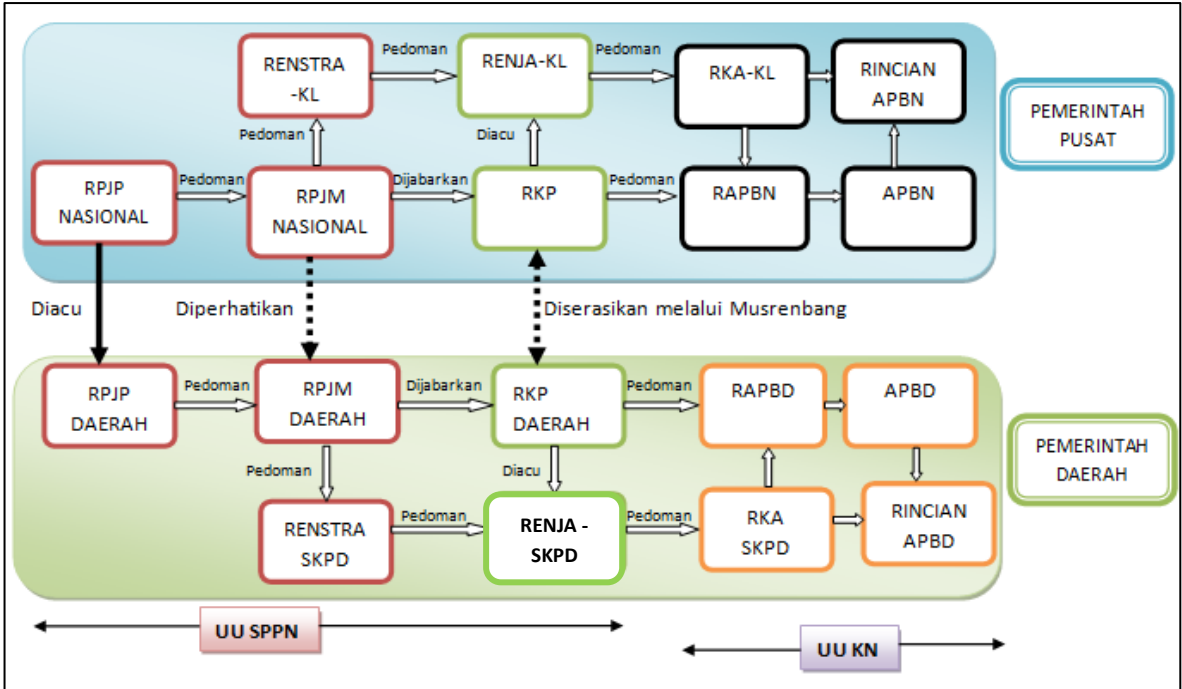 Pedoman
Pedoman
RENSTRA
-KL
RENJA-KL
RKA-KL
RINCIAN
APBN
PEMERINTAH
PUSAT
Pedoman
Diacu
RPJP
NASIONAL
Pedoman
RPJM
NASIONAL
Dijabarkan
RKP
Pedoman
RAPBN
APBN
Diacu
Diperhatikan
Diserasikan melalui Musrenbang
RPJP
DAERAH
Pedoman
RPJM
DAERAH
Dijabarkan
RKP
DAERAH
Pedoman
RAPBD
APBD
PEMERINTAH
DAERAH
Pedoman
Diacu
RENSTRA
SKPD
Pedoman
RENJA -
SKPD
Pedoman
RKA
SKPD
RINCIAN
APBD
UU SPPN
UU KN